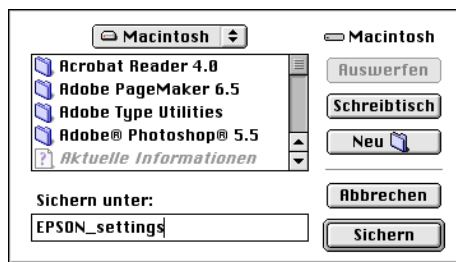 Macintosh
Macintosh
Acrobat Reader 4.0
Adobe PageMaker 6.5
Adobe Type Utilities
Adobe® Photoshop® 5.5
Aktuelle Informationen
Auswerfen
Schreibtisch
Neu
Sichern unter:
EPSON_settings
Abbrechen
Sichern